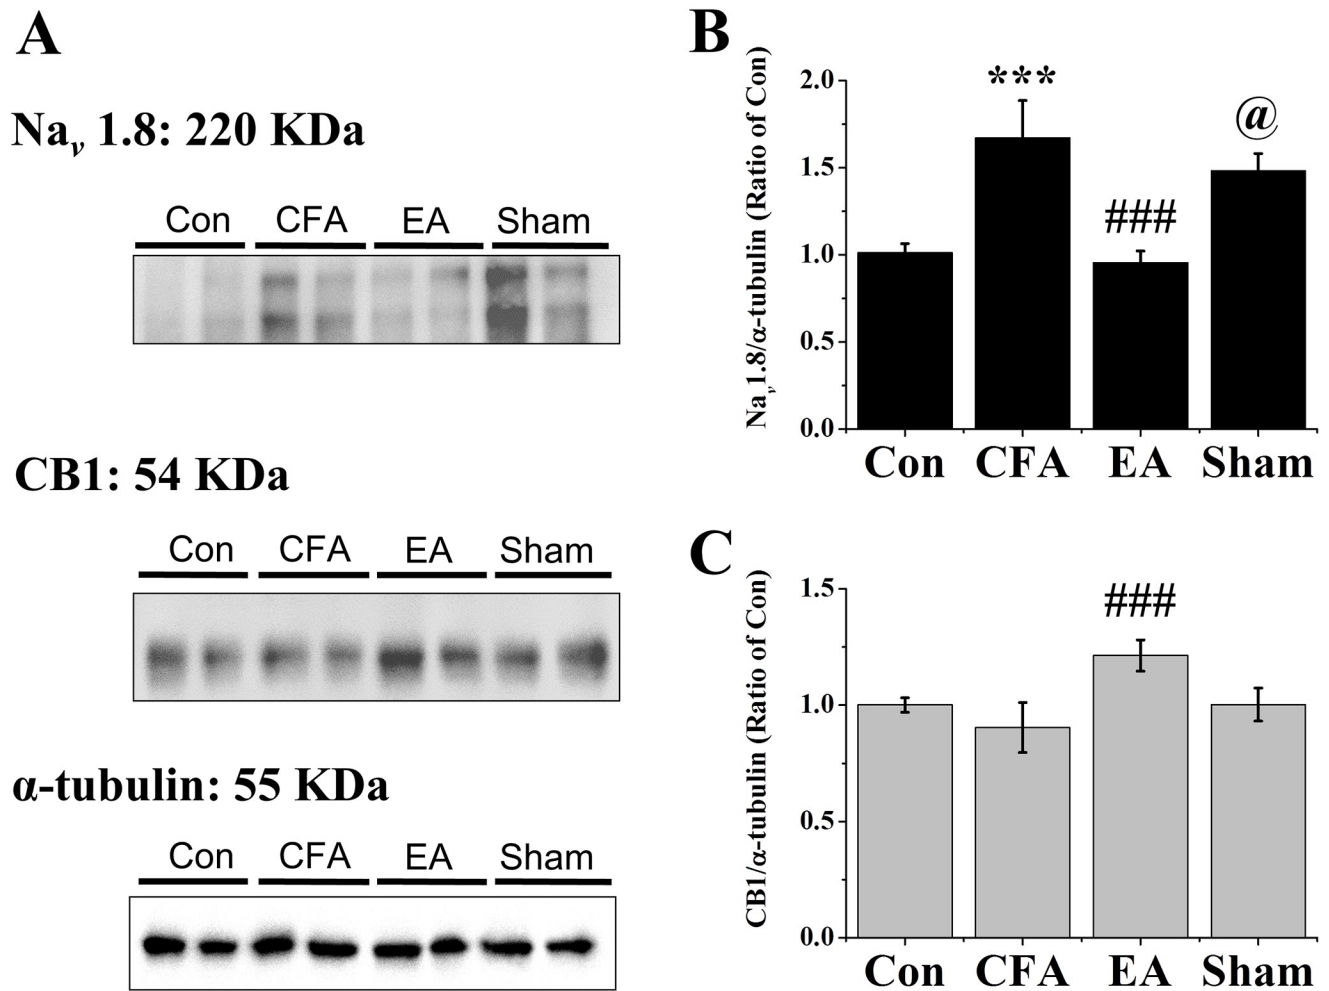 A
Naᵥ 1.8: 220 KDa
Con CFA EA Sham
CB1: 54 KDa
Con CFA EA Sham
α-tubulin: 55 KDa
Con CFA EA Sham
B
Naᵥ1.8/α-tubulin (Ratio of Con)
2.0
1.5
1.0
0.5
0.0
***
###
@
Con CFA EA Sham
C
CB1/α-tubulin (Ratio of Con)
1.5
1.0
0.5
0.0
###
Con CFA EA Sham